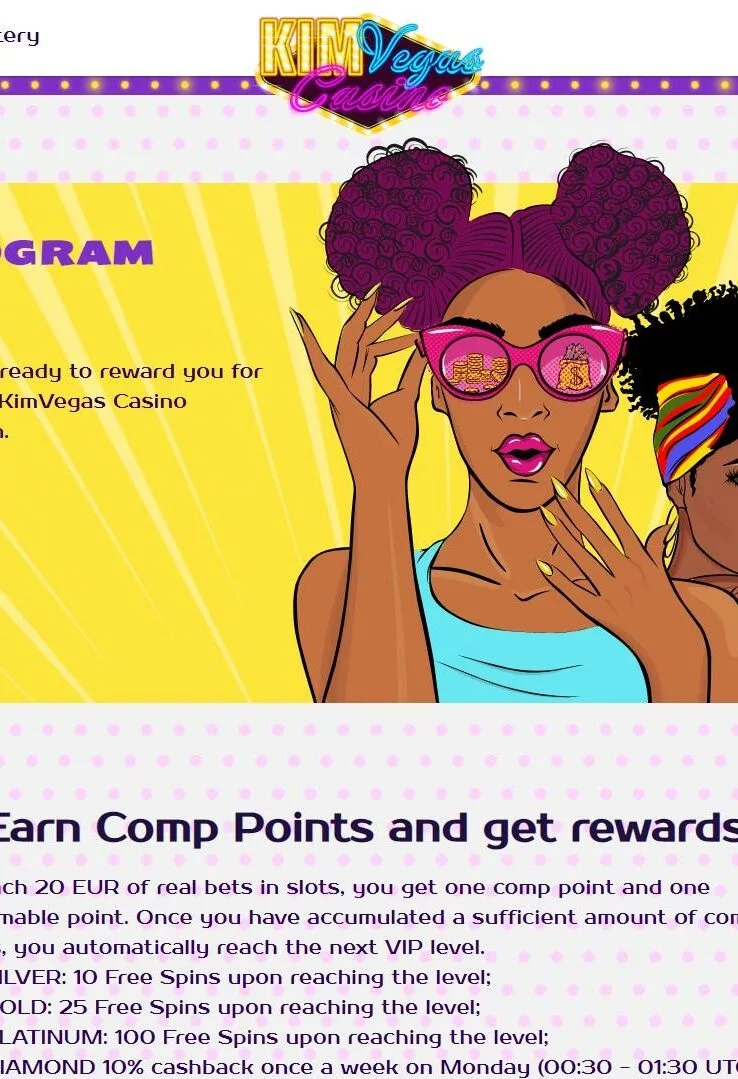 ery
KIM Vegas
Casino
OGRAM
ready to reward you for
KimVegas Casino
Earn Comp Points and get rewards
ch 20 EUR of real bets in slots, you get one comp point and one
mable point. Once you have accumulated a sufficient amount of com
, you automatically reach the next VIP level.
ILVER: 10 Free Spins upon reaching the level;
OLD: 25 Free Spins upon reaching the level;
LATINUM: 100 Free Spins upon reaching the level;
IAMOND 10% cashback once a week on Monday (00:30 - 01:30 UTC